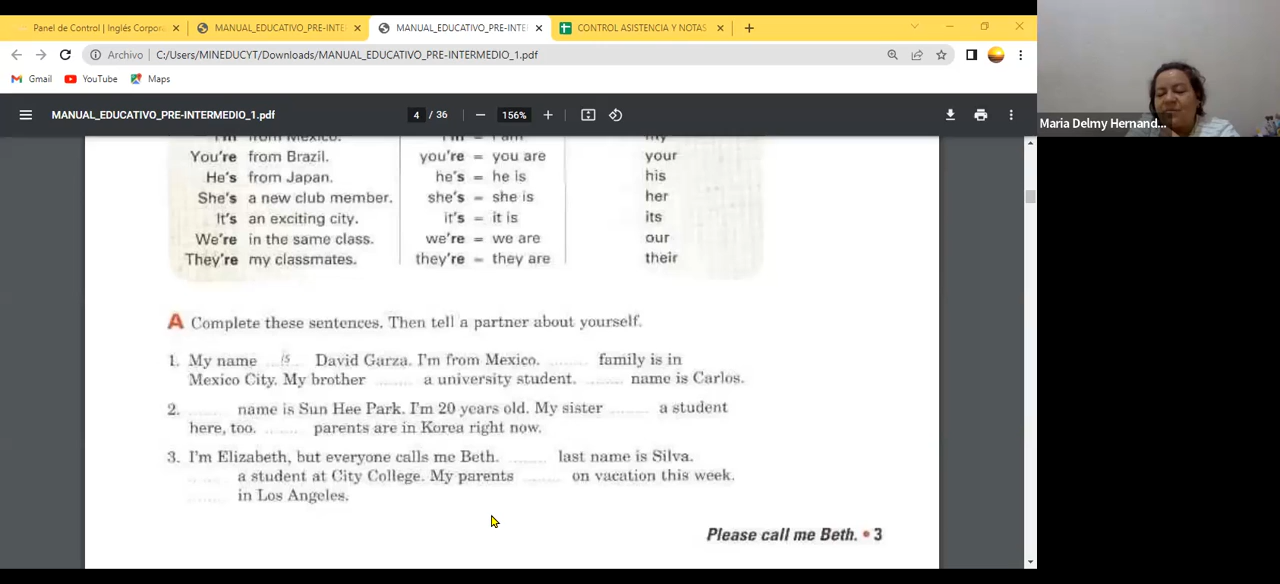 Panel de Control | Inglés Corpor
MANUAL_EDUCATIVO_PRE-INTER
MANUAL_EDUCATIVO_PRE-INTE
CONTROL ASISTENCIA Y NOTAS
Archivo C:/Users/MINEDUCYT/Downloads/MANUAL_EDUCATIVO_PRE-INTERMEDIO_1.pdf
Gmail YouTube Maps
MANUAL_EDUCATIVO_PRE-INTERMEDIO_1.pdf 4 / 36 156%
Maria Delmy Hernand...
I'm from Mexico. I'm = I am my
You're from Brazil. you're = you are your
He's from Japan. he's = he is his
She's a new club member. she's = she is her
It's an exciting city. it's = it is its
We're in the same class. we're = we are our
They're my classmates. they're = they are their
A Complete these sentences. Then tell a partner about yourself.
1. My name is David Garza. I'm from Mexico. ........ family is in
Mexico City. My brother ........ a university student. ........ name is Carlos.
2. ........ name is Sun Hee Park. I'm 20 years old. My sister ........ a student
here, too. ........ parents are in Korea right now.
3. I'm Elizabeth, but everyone calls me Beth. ........ last name is Silva.
........ a student at City College. My parents ........ on vacation this week.
........ in Los Angeles.
Please call me Beth. • 3